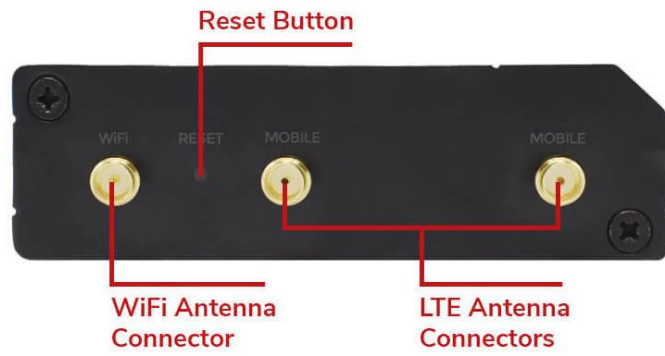 Reset Button
WiFi
RESET
MOBILE
MOBILE
WiFi Antenna
Connector
LTE Antenna
Connectors